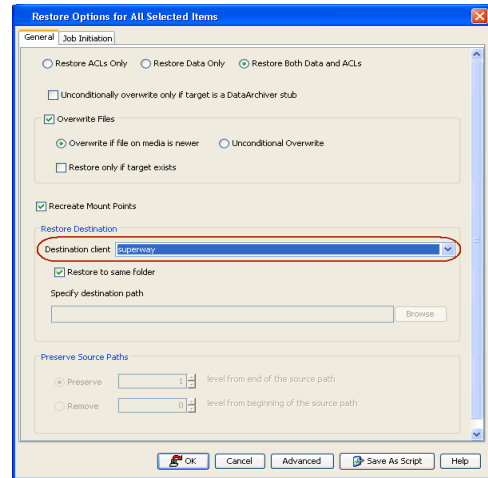 Restore Options for All Selected Items
General Job Initiation
Restore ACLs Only Restore Data Only Restore Both Data and ACLs
Unconditionally overwrite only if target is a DataArchiver stub
Overwrite Files
Overwrite if file on media is newer Unconditional Overwrite
Restore only if target exists
Recreate Mount Points
Restore Destination
Destination client superway
Restore to same folder
Specify destination path
Browse
Preserve Source Paths
Preserve 1 level from end of the source path
Remove 0 level from beginning of the source path
OK Cancel Advanced Save As Script Help